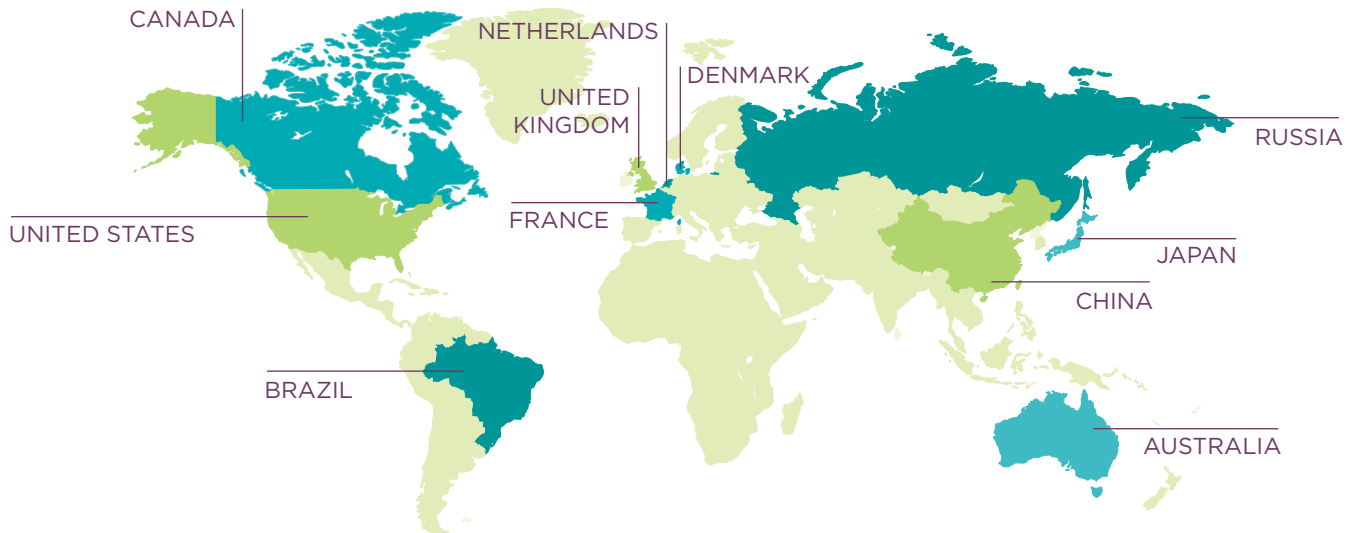 CANADA
NETHERLANDS
DENMARK
UNITED
KINGDOM
RUSSIA
FRANCE
UNITED STATES
JAPAN
CHINA
BRAZIL
AUSTRALIA